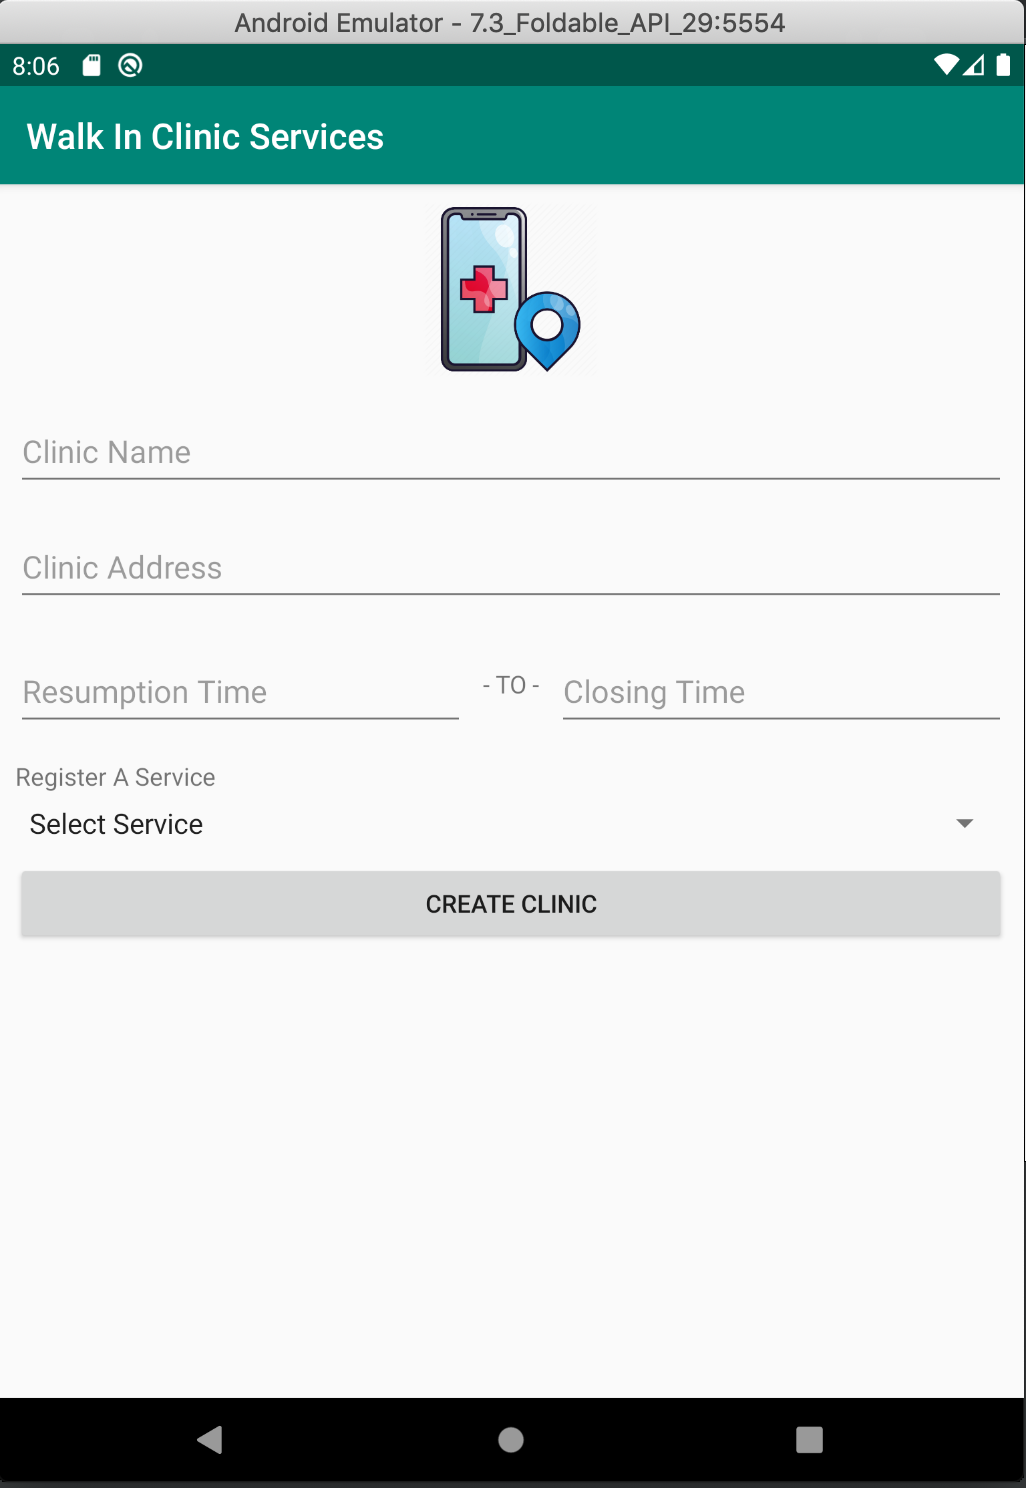 Android Emulator - 7.3_Foldable_API_29:5554
8:06
Walk In Clinic Services
Clinic Name
Clinic Address
Resumption Time - TO - Closing Time
Register A Service
Select Service
CREATE CLINIC